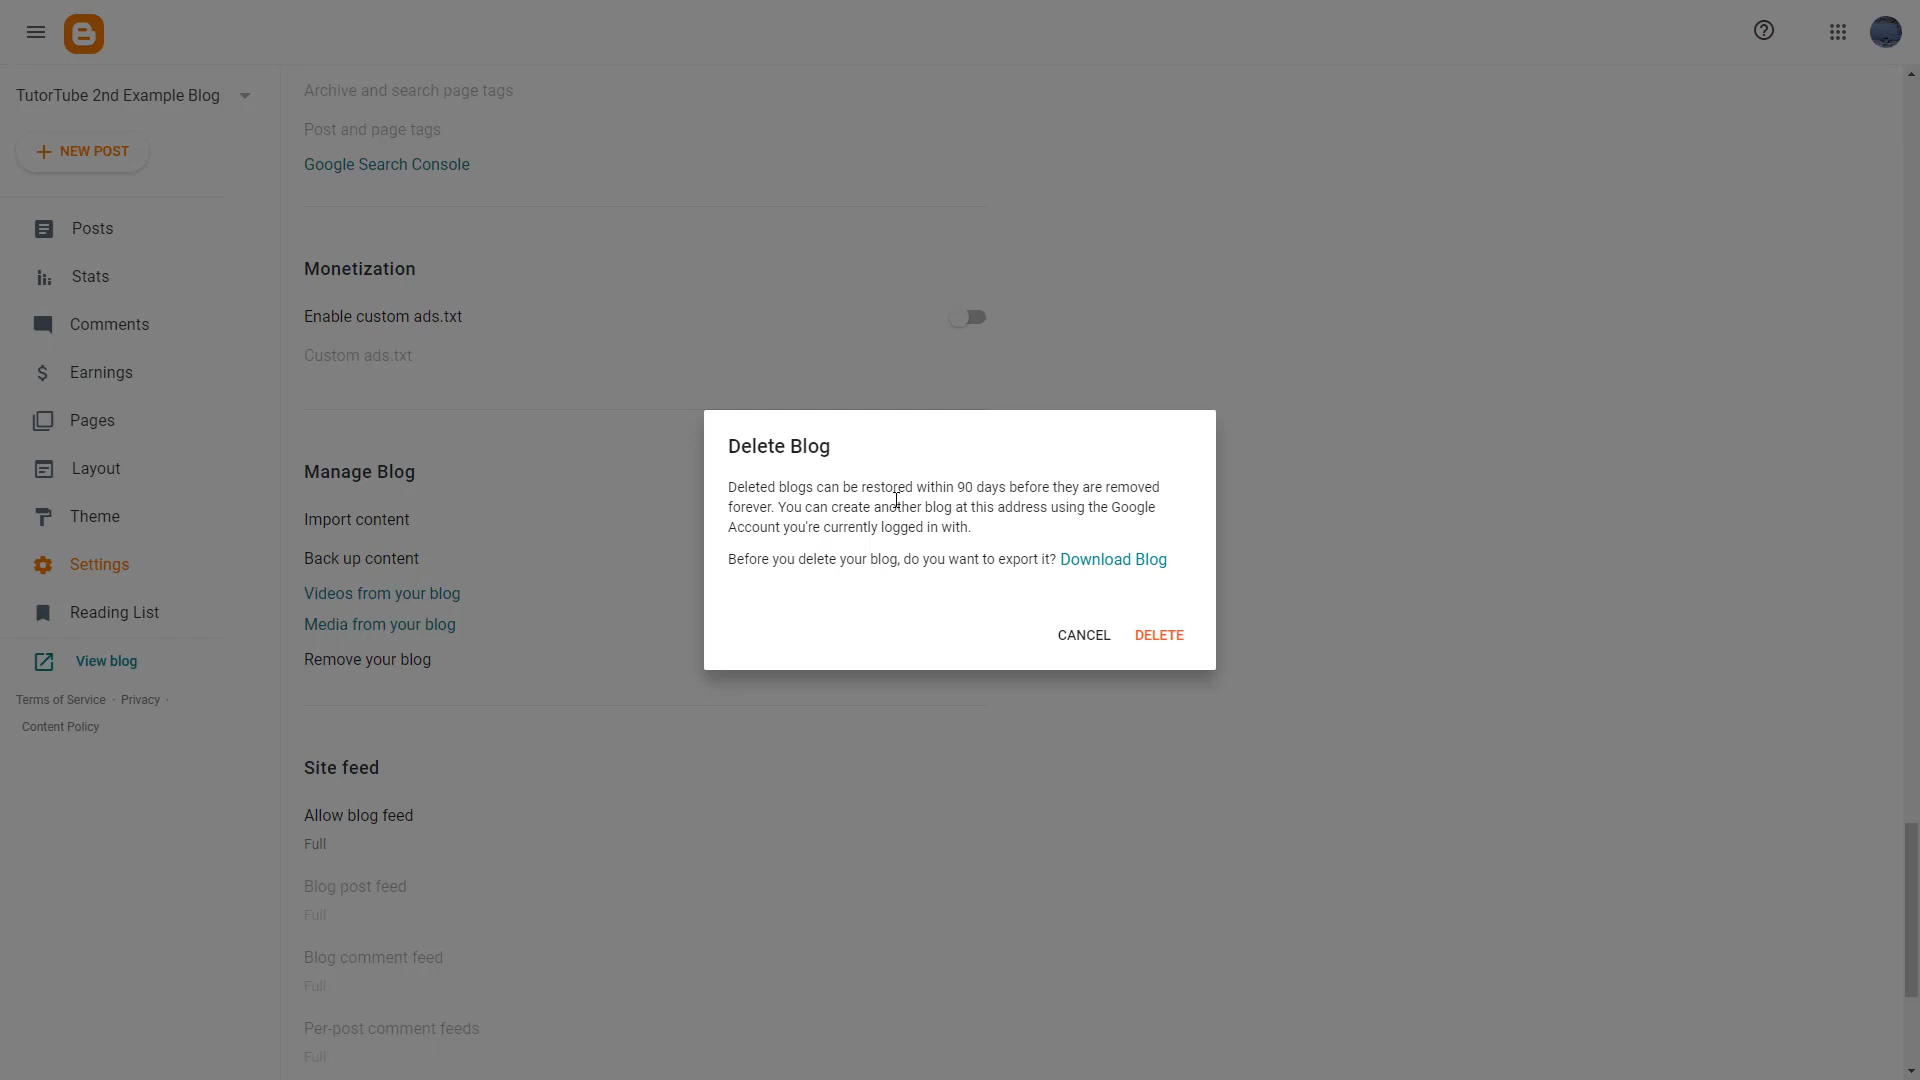 TutorTube 2nd Example Blog
NEW POST
Posts
Stats
Comments
Earnings
Pages
Layout
Theme
Settings
Reading List
View blog
Terms of Service · Privacy ·
Content Policy
Archive and search page tags
Post and page tags
Google Search Console
Monetization
Enable custom ads.txt
Custom ads.txt
Manage Blog
Import content
Back up content
Videos from your blog
Media from your blog
Remove your blog
Site feed
Allow blog feed
Full
Blog post feed
Full
Blog comment feed
Full
Per-post comment feeds
Full
Delete Blog
Deleted blogs can be restored within 90 days before they are removed
forever. You can create another blog at this address using the Google
Account you're currently logged in with.
Before you delete your blog, do you want to export it? Download Blog
CANCEL DELETE